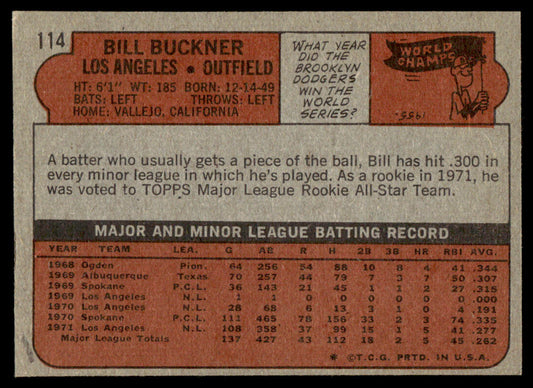 114
BILL BUCKNER
LOS ANGELES • OUTFIELD
HT: 6'1" WT: 185 BORN: 12-14-49
BATS: LEFT THROWS: LEFT
HOME: VALLEJO, CALIFORNIA
WHAT YEAR
DID THE
BROOKLYN
DODGERS
WIN THE
WORLD
SERIES?
WORLD
CHAMPS
1955.
A batter who usually gets a piece of the ball, Bill has hit .300 in
every minor league in which he's played. As a rookie in 1971, he
was voted to TOPPS Major League Rookie All-Star Team.
MAJOR AND MINOR LEAGUE BATTING RECORD
YEAR TEAM LEA. G AB R H 2B 3B HR RBI AVG.
1968 Ogden Pion. 64 256 54 88 10 8 4 41 .344
1969 Albuquerque Texas 70 257 44 79 7 3 7 50 .307
1969 Spokane P.C.L. 36 143 21 45 1 2 27 .315
1969 Los Angeles N.L. 1 1 0 0 0 0 0 0 .000
1970 Los Angeles N.L. 28 68 6 13 3 1 0 4 .191
1970 Spokane P.C.L. 111 465 78 156 33 2 3 74 .335
1971 Los Angeles N.L. 108 358 37 99 15 1 5 41 .277
Major League Totals 137 427 43 112 18 2 5 45 .262
* ©T.C.G. PRTD. IN U.S.A.